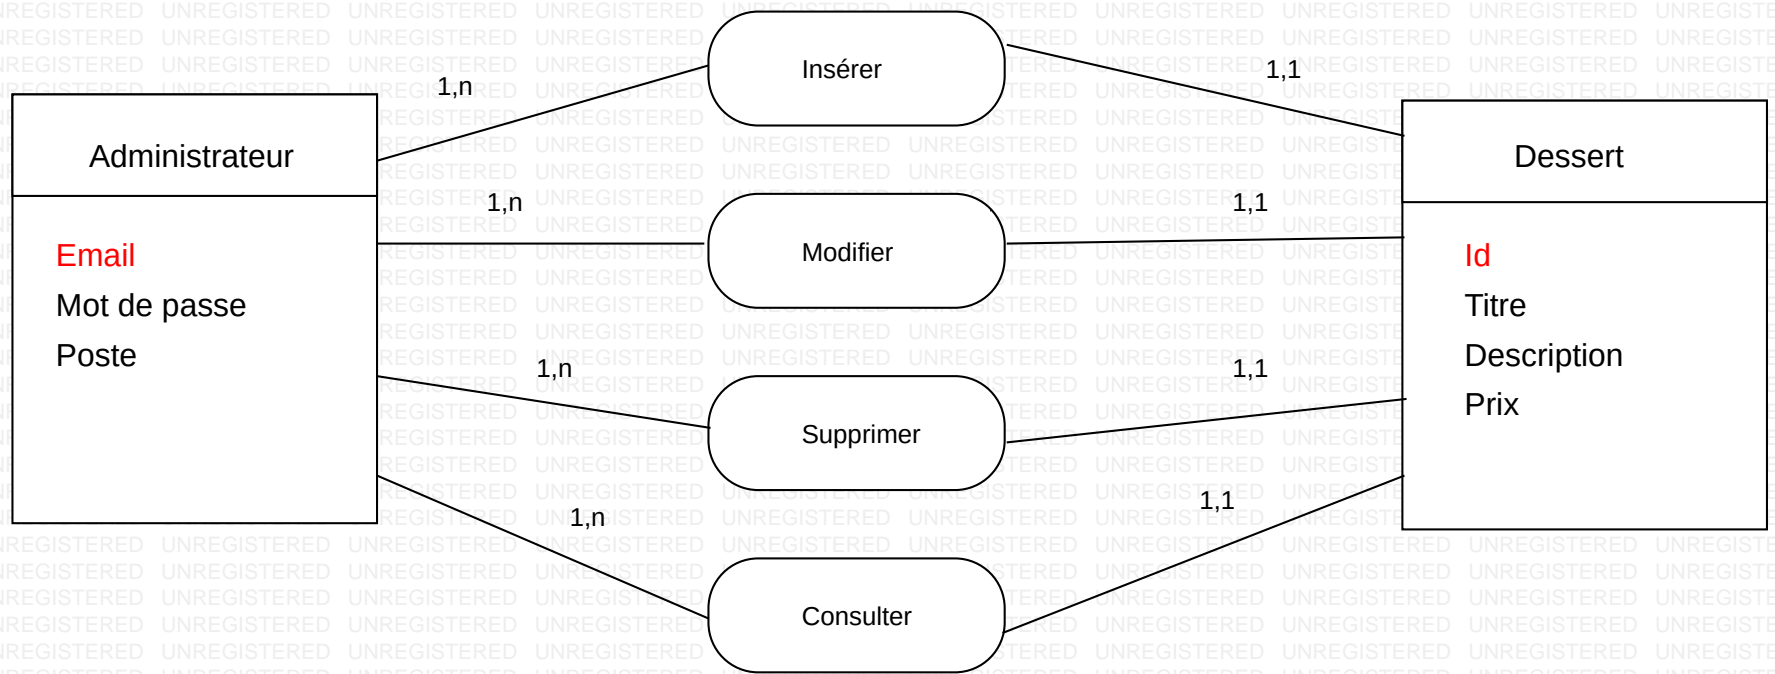 UNREGISTERED
Insérer
1,n
1,1
Administrateur
Dessert
1,n
1,1
Email
Mot de passe
Poste
Modifier
Id
Titre
Description
Prix
1,n
1,1
Supprimer
1,n
1,1
Consulter